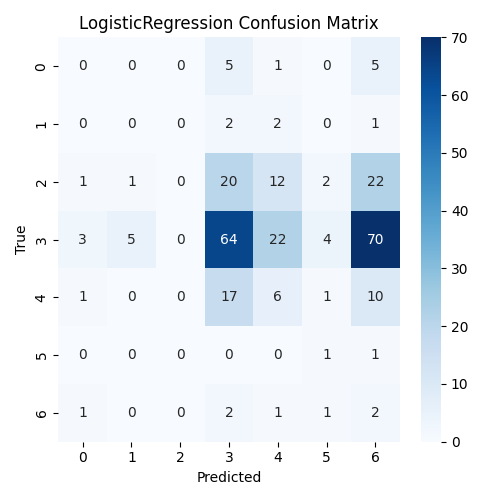 LogisticRegression Confusion Matrix
0 0 0 0 5 1 0 5
1 0 0 0 2 2 0 1
2 1 1 0 20 12 2 22
3 3 5 0 64 22 4 70
4 1 0 0 17 6 1 10
5 0 0 0 0 0 1 1
6 1 0 0 2 1 1 2
0 1 2 3 4 5 6
Predicted
True
70
60
50
40
30
20
10
0